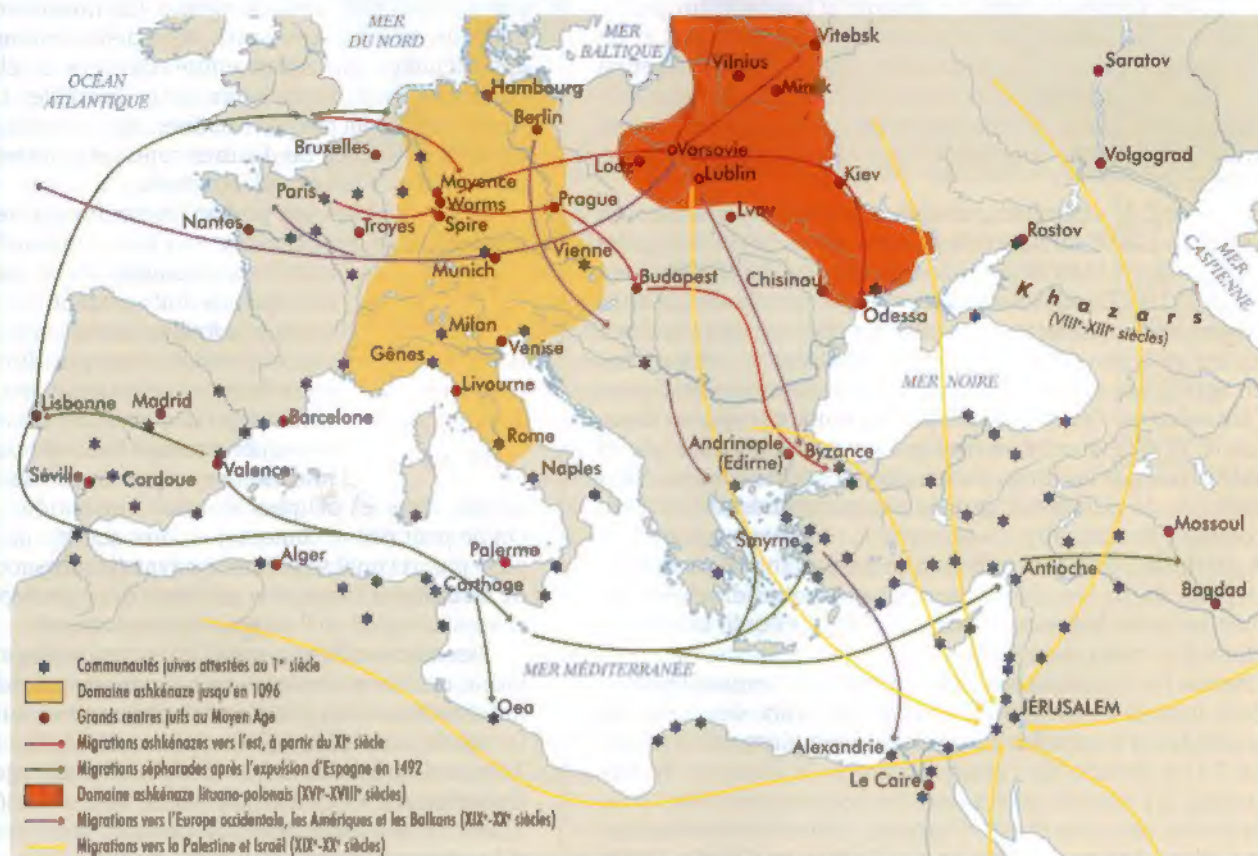 MER
DU NORD
MER
BALTIQUE
Vitebsk
Vilnius
Minsk
Saratov
OCÉAN
ATLANTIQUE
Hambourg
Berlin
Bruxelles
Varsovie
Lodz
Lublin
Volgograd
Kiev
Mayence
Paris
Worms
Prague
Nantes
Troyes
Spire
Lvov
Rostov
MER
CASPIENNE
Munich
Vienne
Budapest
Chisinou
Odessa
Khazars
(VIIIᵉ-XIIIᵉ siècles)
Milan
Venise
Gênes
Livourne
MER NOIRE
Lisbonne
Madrid
Barcelone
Rome
Andrinople
(Edirne)
Byzance
Séville
Cordoue
Valence
Naples
Mossoul
Alger
Palerme
Smyrne
Carthage
Antioche
Bagdad
MER MÉDITERRANÉE
Oea
JÉRUSALEM
Alexandrie
Le Caire
Communautés juives attestées au 1ᵉʳ siècle
Domaine ashkénaze jusqu'en 1096
Grands centres juifs au Moyen Age
Migrations ashkénazes vers l'est, à partir du XIᵉ siècle
Migrations sépharades après l'expulsion d'Espagne en 1492
Domaine ashkénaze lituano-polonais (XVIᵉ-XVIIIᵉ siècles)
Migrations vers l'Europe occidentale, les Amériques et les Balkans (XIXᵉ-XXᵉ siècles)
Migrations vers la Palestine et Israël (XIXᵉ-XXᵉ siècles)